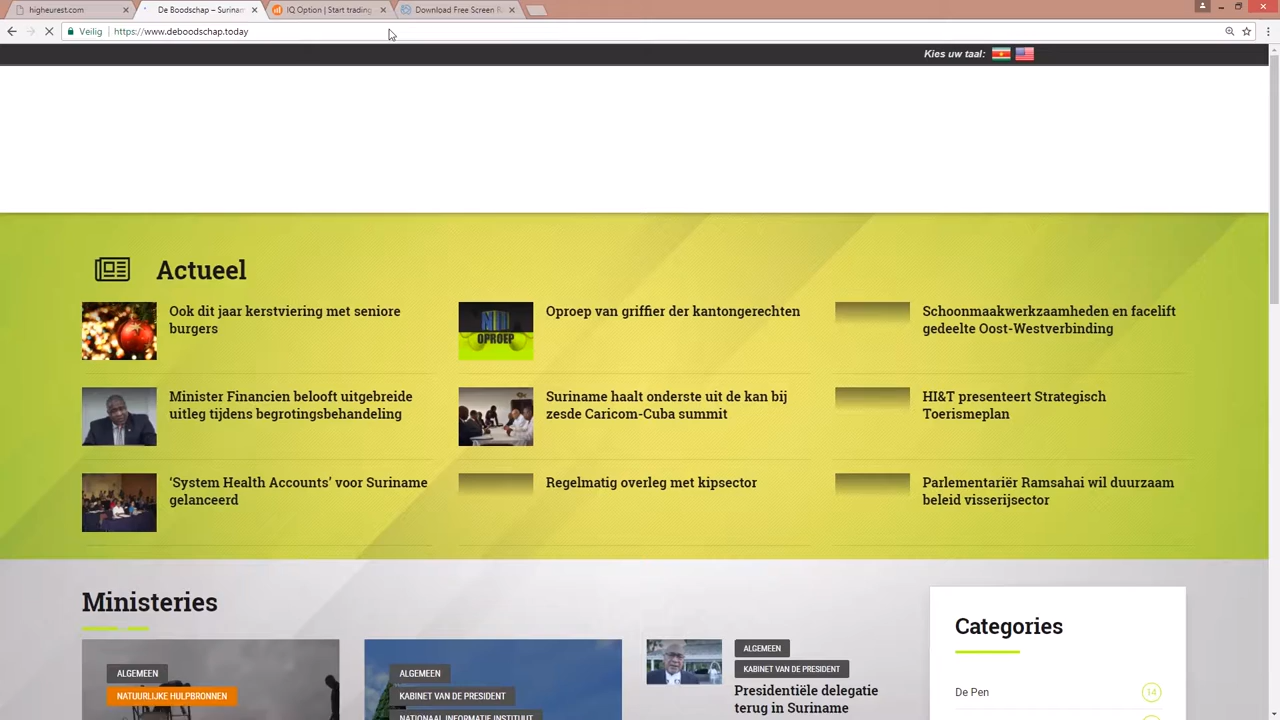 higheurest.com
De Boodschap – Surinam
IQ Option | Start trading
Download Free Screen R
Veilig
https://www.deboodschap.today
Kies uw taal:
Actueel
Ook dit jaar kerstviering met seniore
burgers
OPROEP
Oproep van griffier der kantongerechten
Schoonmaakwerkzaamheden en facelift
gedeelte Oost-Westverbinding
Minister Financien belooft uitgebreide
uitleg tijdens begrotingsbehandeling
Suriname haalt onderste uit de kan bij
zesde Caricom-Cuba summit
HI&T presenteert Strategisch
Toerismeplan
‘System Health Accounts’ voor Suriname
gelanceerd
Regelmatig overleg met kipsector
Parlementariër Ramsahai wil duurzaam
beleid visserijsector
Ministeries
ALGEMEEN
NATUURLIJKE HULPBRONNEN
ALGEMEEN
KABINET VAN DE PRESIDENT
NATIONAAL INFORMATIE INSTITUUT
ALGEMEEN
KABINET VAN DE PRESIDENT
Presidentiële delegatie
terug in Suriname
Categories
De Pen
14